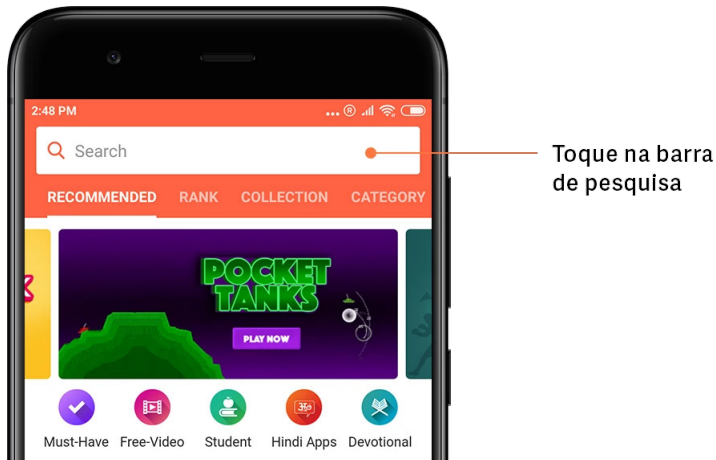 2:48 PM
... R
Search
Toque na barra
de pesquisa
RECOMMENDED RANK COLLECTION CATEGORY
POCKET
TANKS
PLAY NOW
Must-Have Free-Video Student Hindi Apps Devotional